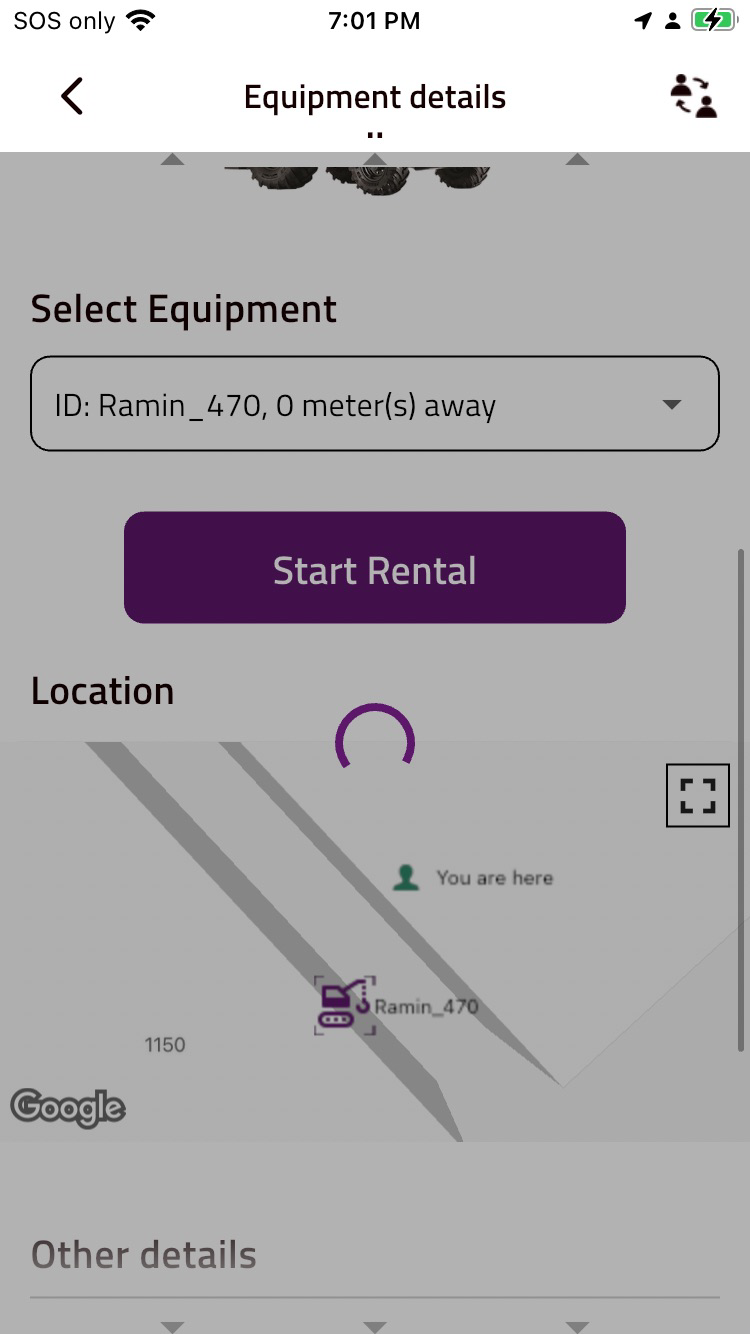 SOS only
7:01 PM
Equipment details
..
Select Equipment
ID: Ramin_470, 0 meter(s) away
Start Rental
Location
You are here
Ramin_470
1150
Google
Other details